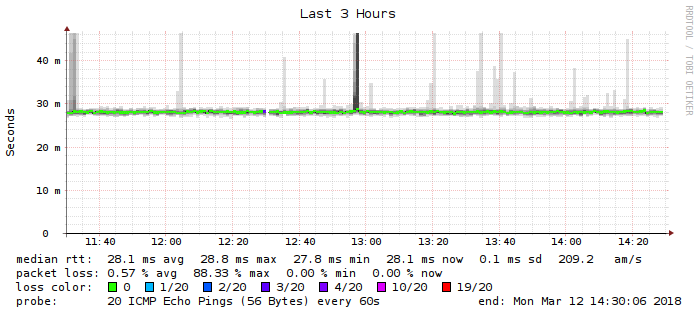 Last 3 Hours
RRDTOOL / TOBI OETIKER
Seconds
40 m
30 m
20 m
10 m
0
11:40 12:00 12:20 12:40 13:00 13:20 13:40 14:00 14:20
median rtt: 28.1 ms avg 28.8 ms max 27.8 ms min 28.1 ms now 0.1 ms sd 209.2 am/s
packet loss: 0.57 % avg 88.33 % max 0.00 % min 0.00 % now
loss color: 0 1/20 2/20 3/20 4/20 10/20 19/20
probe: 20 ICMP Echo Pings (56 Bytes) every 60s end: Mon Mar 12 14:30:06 2018